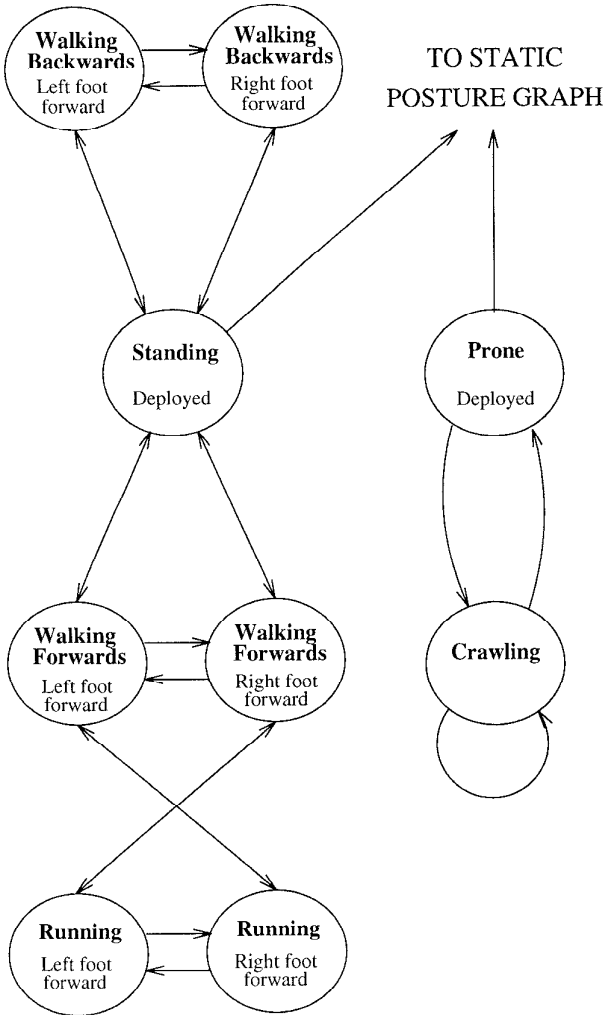 Walking
Backwards
Left foot
forward
Walking
Backwards
Right foot
forward
TO STATIC
POSTURE GRAPH
Standing
Deployed
Prone
Deployed
Walking
Forwards
Left foot
forward
Walking
Forwards
Right foot
forward
Crawling
Running
Left foot
forward
Running
Right foot
forward